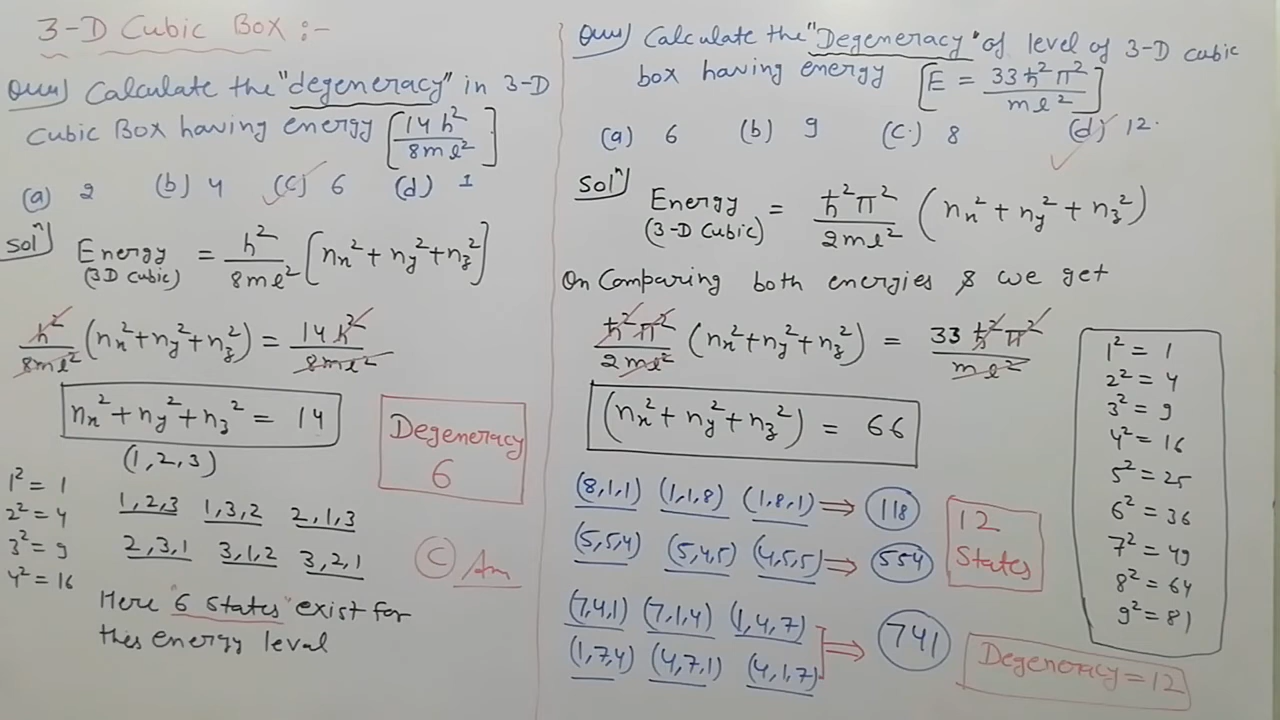 3-D Cubic Box :-
Ques) Calculate the "degeneracy" in 3-D
Cubic Box having energy [14 h² / 8ml²]
(a) 2 (b) 4 (c) 6 (d) 1
Solⁿ) Energy (3D Cubic) = h²/8ml² [nx² + ny² + nz²]
h²/8ml² (nx² + ny² + nz²) = 14h²/8ml²
nx² + ny² + nz² = 14
(1,2,3)
Degeneracy
6
1² = 1
2² = 4
3² = 9
4² = 16
1,2,3 1,3,2 2,1,3
2,3,1 3,1,2 3,2,1
(C) Ans
Here "6 States" exist for
thes energy level
Ques) Calculate the "Degeneracy" of level of 3-D cubic
box having energy [E = 33ħ²π² / ml²]
(a) 6 (b) 9 (C.) 8 (d) 12.
Solⁿ) Energy (3-D Cubic) = ħ²π²/2ml² (nx² + ny² + nz²)
On Comparing both energies & we get
ħ²π²/2ml² (nx² + ny² + nz²) = 33ħ²π²/ml²
(nx² + ny² + nz²) = 66
(8,1,1) (1,1,8) (1,8,1) ⇒ 118
(5,5,4) (5,4,5) (4,5,5) ⇒ 554
12
States
(7,4,1) (7,1,4) (1,4,7)
(1,7,4) (4,7,1) (4,1,7) ⇒ 741
Degeneracy = 12
1² = 1
2² = 4
3² = 9
4² = 16
5² = 25
6² = 36
7² = 49
8² = 64
9² = 81